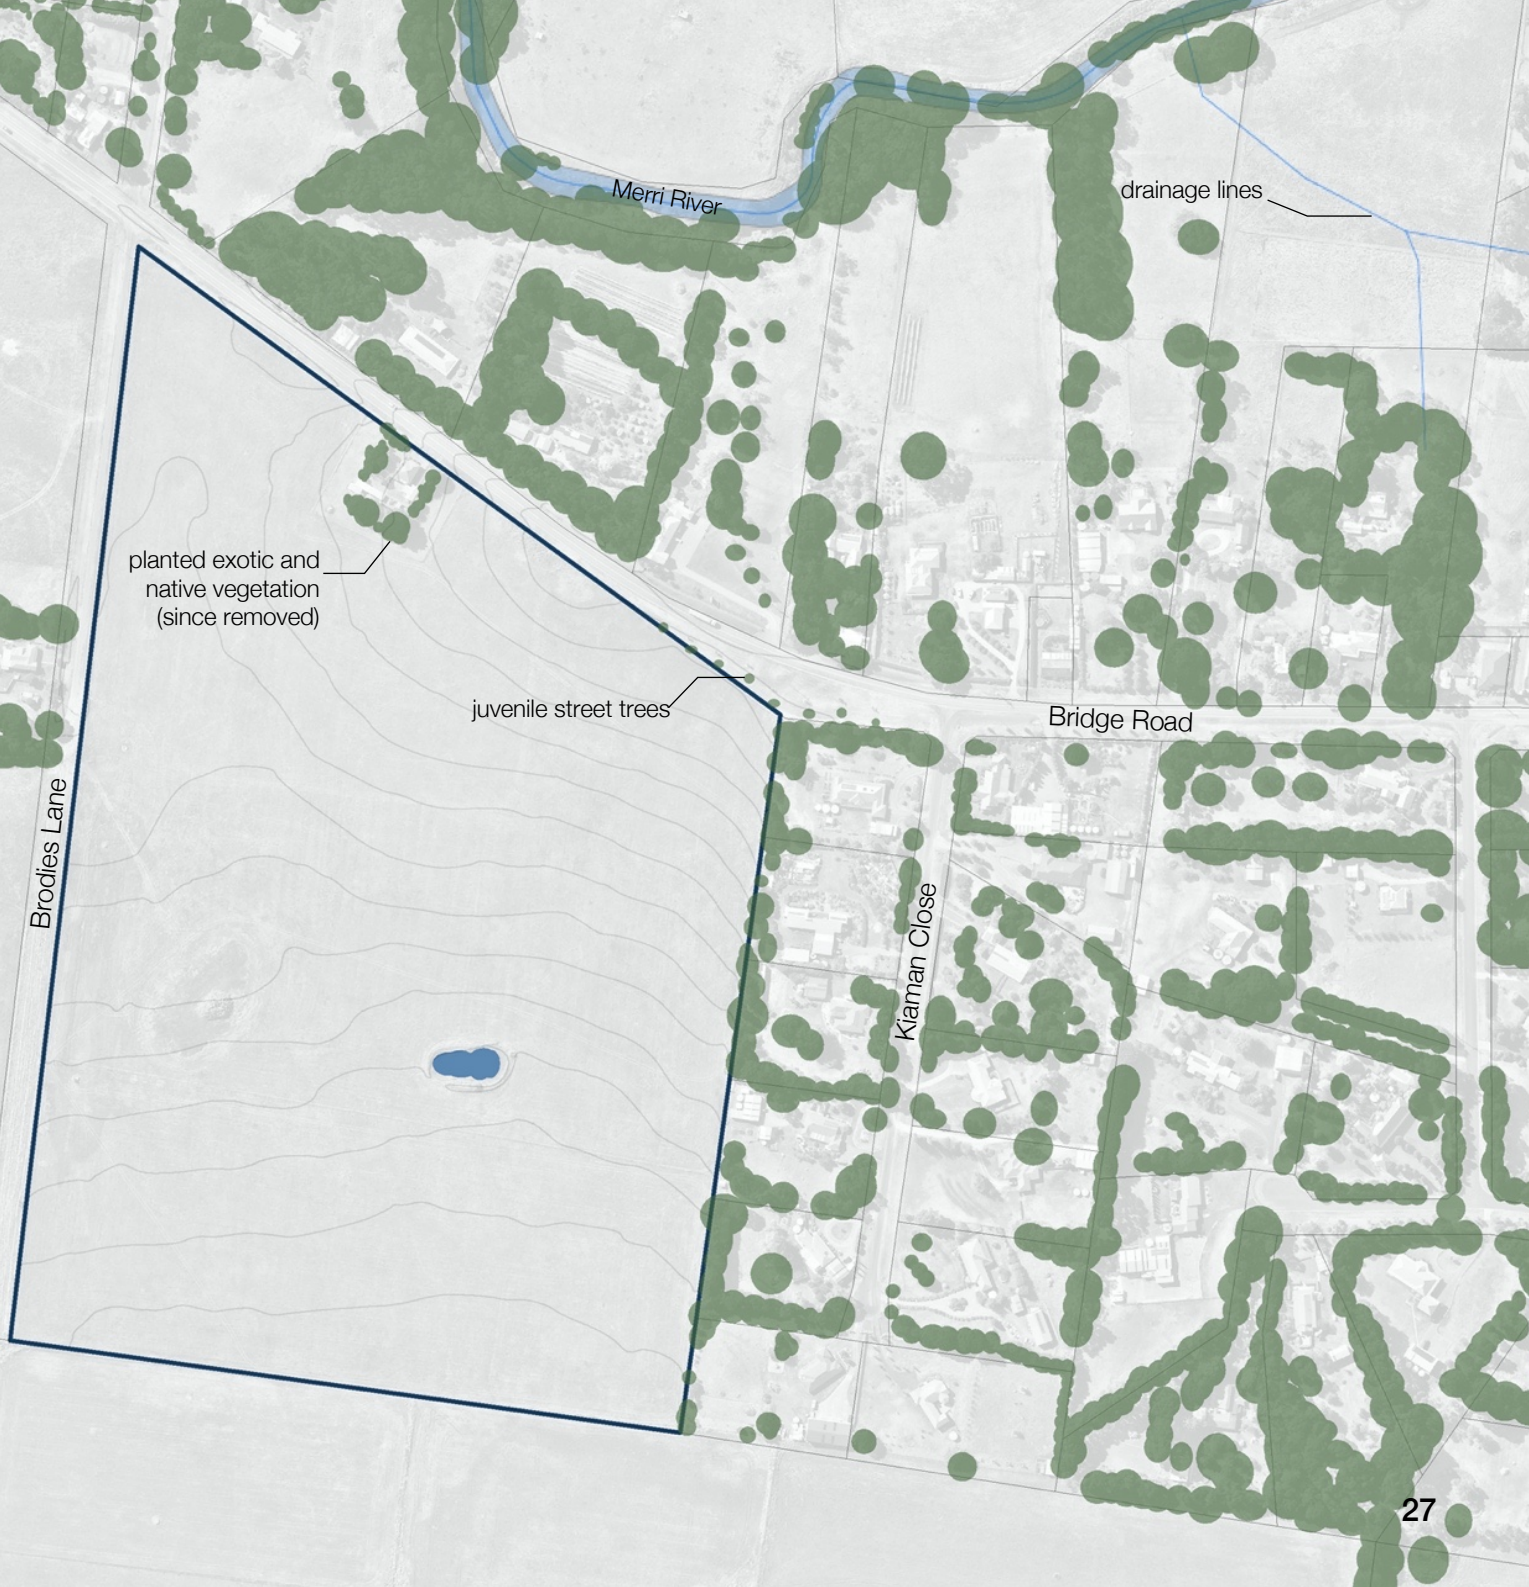 Merri River
drainage lines
planted exotic and
native vegetation
(since removed)
juvenile street trees
Bridge Road
Brodies Lane
Kiaman Close
27